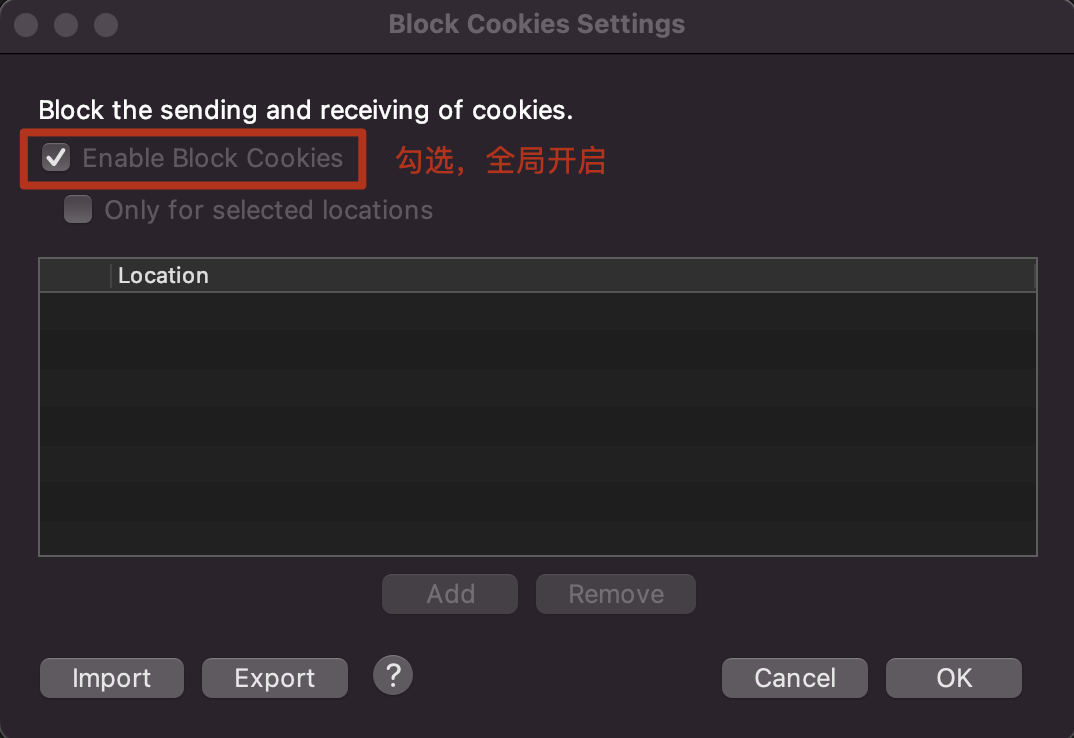 Block Cookies Settings
Block the sending and receiving of cookies.
Enable Block Cookies 勾选，全局开启
Only for selected locations
Location
Add Remove
Import Export ? Cancel OK